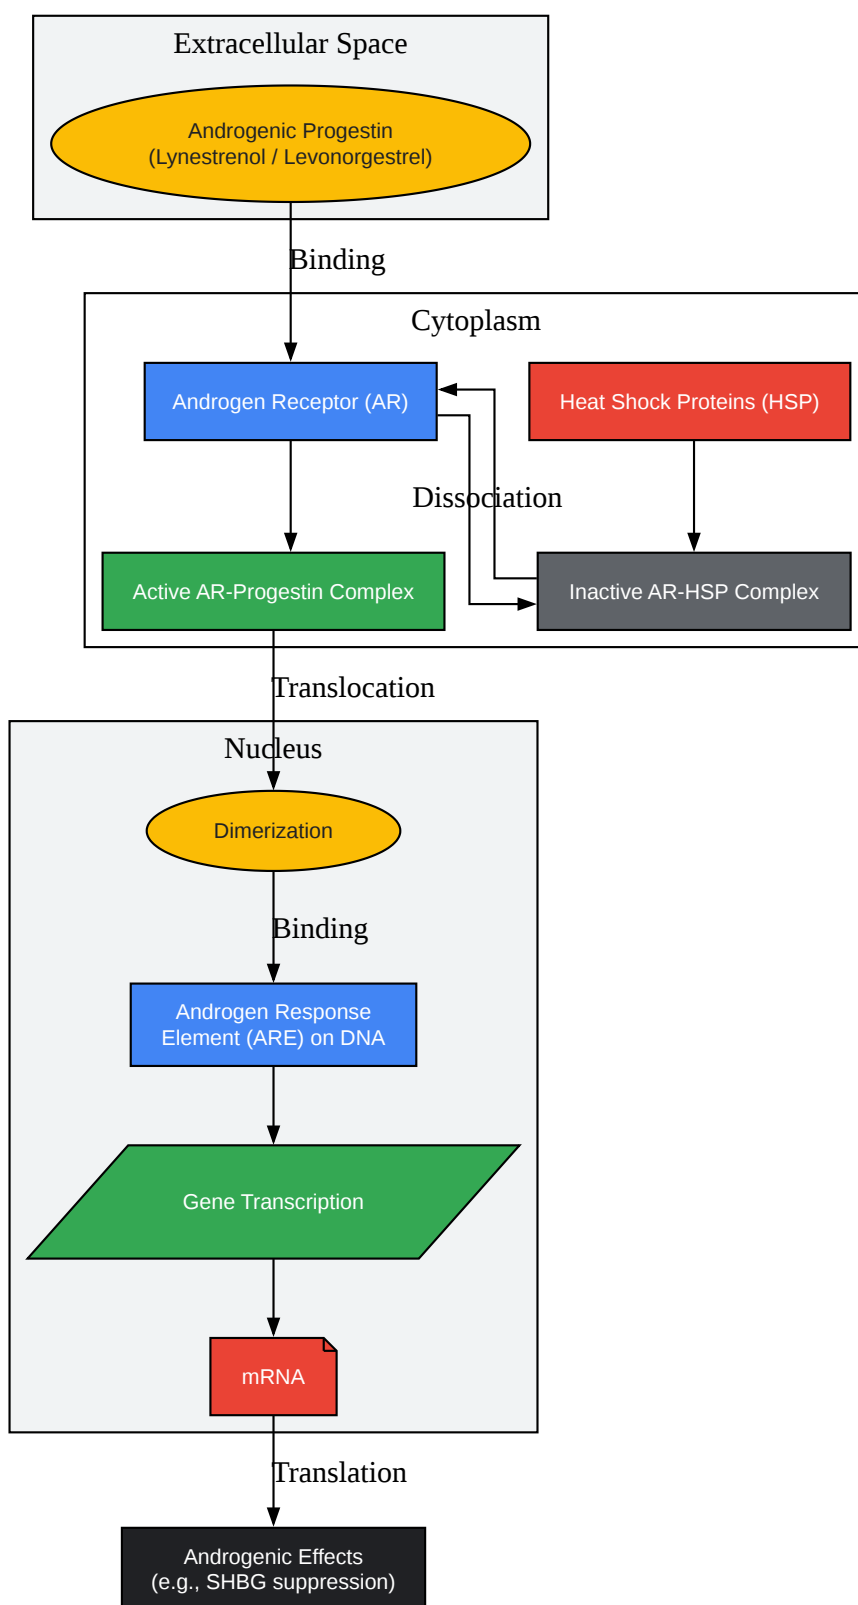 Extracellular Space
Androgenic Progestin
(Lynestrenol / Levonorgestrel)
Binding
Cytoplasm
Androgen Receptor (AR)
Heat Shock Proteins (HSP)
Dissociation
Active AR-Progestin Complex
Inactive AR-HSP Complex
Translocation
Nucleus
Dimerization
Binding
Androgen Response
Element (ARE) on DNA
Gene Transcription
mRNA
Translation
Androgenic Effects
(e.g., SHBG suppression)